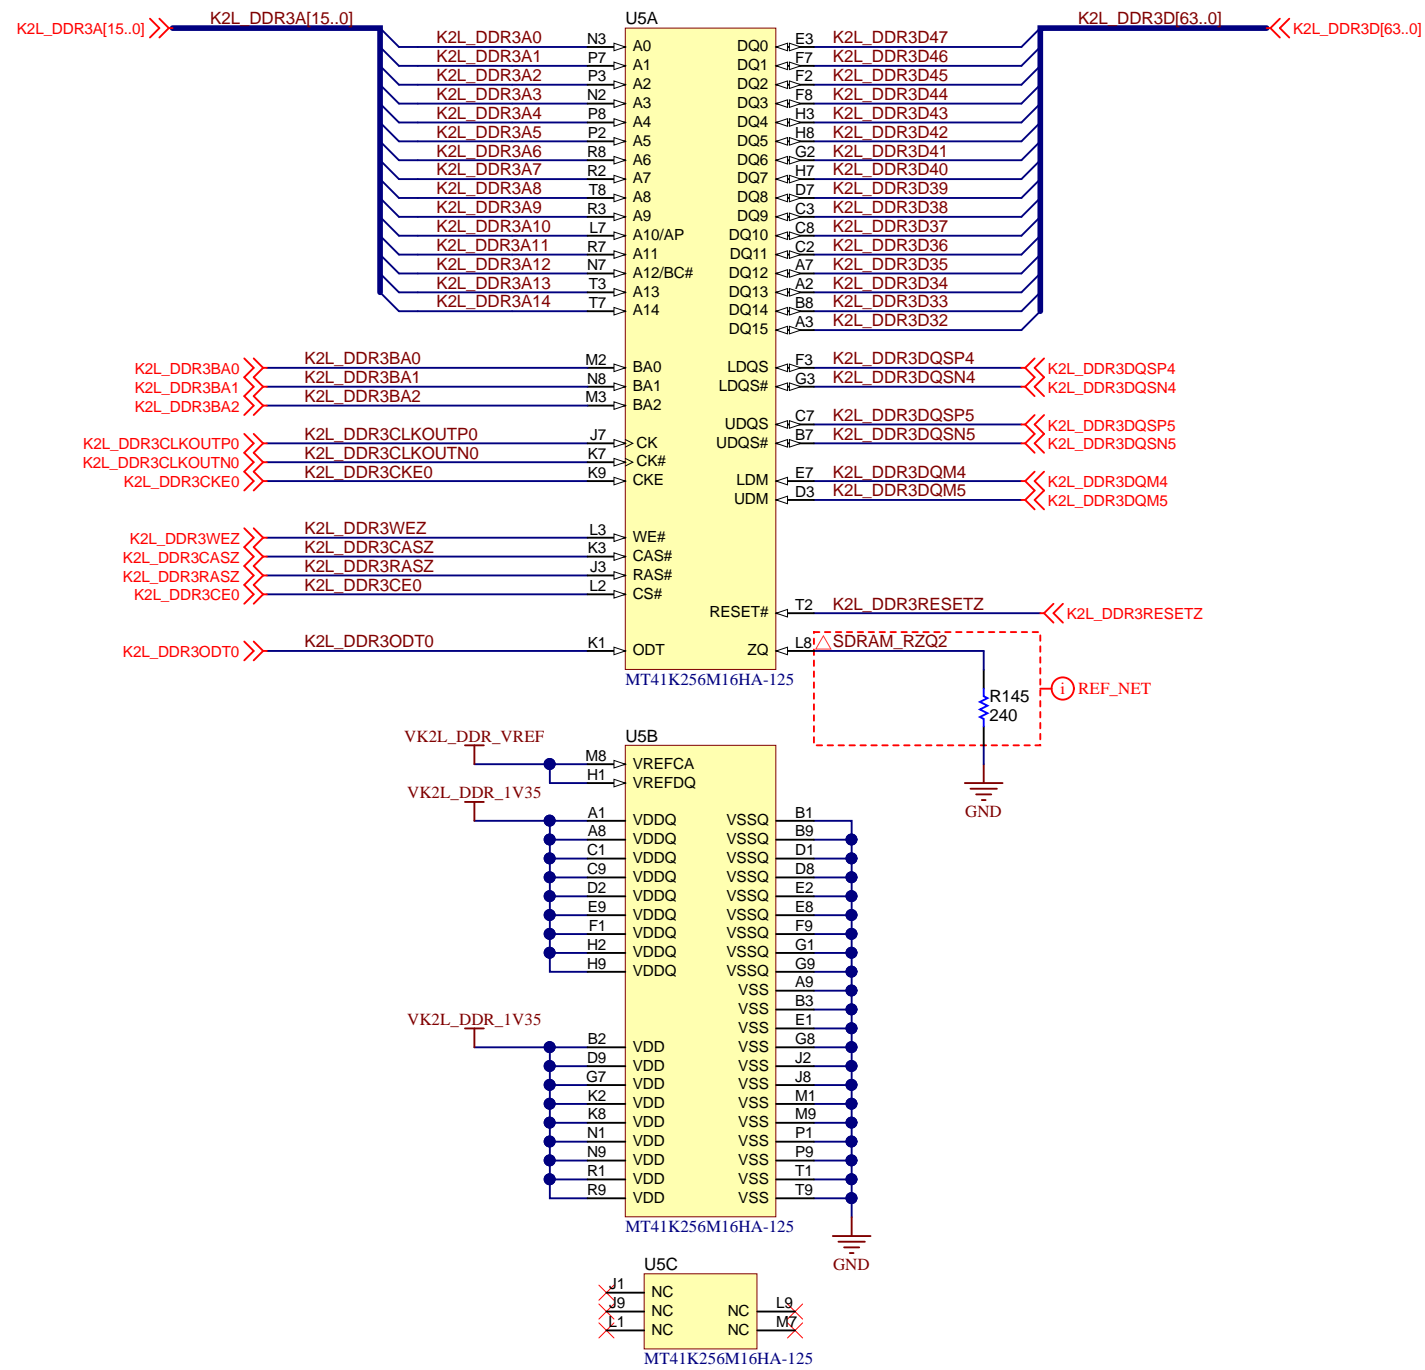 K2L_DDR3A[15..0]
K2L_DDR3A[15..0]
U5A
K2L_DDR3D[63..0]
K2L_DDR3D[63..0]
K2L_DDR3A0 N3 A0 DQ0 E3 K2L_DDR3D47
K2L_DDR3A1 P7 A1 DQ1 F7 K2L_DDR3D46
K2L_DDR3A2 P3 A2 DQ2 F2 K2L_DDR3D45
K2L_DDR3A3 N2 A3 DQ3 F8 K2L_DDR3D44
K2L_DDR3A4 P8 A4 DQ4 H3 K2L_DDR3D43
K2L_DDR3A5 P2 A5 DQ5 H8 K2L_DDR3D42
K2L_DDR3A6 R8 A6 DQ6 G2 K2L_DDR3D41
K2L_DDR3A7 R2 A7 DQ7 H7 K2L_DDR3D40
K2L_DDR3A8 T8 A8 DQ8 D7 K2L_DDR3D39
K2L_DDR3A9 R3 A9 DQ9 C3 K2L_DDR3D38
K2L_DDR3A10 L7 A10/AP DQ10 C8 K2L_DDR3D37
K2L_DDR3A11 R7 A11 DQ11 C2 K2L_DDR3D36
K2L_DDR3A12 N7 A12/BC# DQ12 A7 K2L_DDR3D35
K2L_DDR3A13 T3 A13 DQ13 A2 K2L_DDR3D34
K2L_DDR3A14 T7 A14 DQ14 B8 K2L_DDR3D33
DQ15 A3 K2L_DDR3D32
K2L_DDR3BA0 K2L_DDR3BA0 M2 BA0 LDQS F3 K2L_DDR3DQSP4 K2L_DDR3DQSP4
K2L_DDR3BA1 K2L_DDR3BA1 N8 BA1 LDQS# G3 K2L_DDR3DQSN4 K2L_DDR3DQSN4
K2L_DDR3BA2 K2L_DDR3BA2 M3 BA2
UDQS C7 K2L_DDR3DQSP5 K2L_DDR3DQSP5
K2L_DDR3CLKOUTP0 K2L_DDR3CLKOUTP0 J7 CK UDQS# B7 K2L_DDR3DQSN5 K2L_DDR3DQSN5
K2L_DDR3CLKOUTN0 K2L_DDR3CLKOUTN0 K7 CK#
K2L_DDR3CKE0 K2L_DDR3CKE0 K9 CKE LDM E7 K2L_DDR3DQM4 K2L_DDR3DQM4
UDM D3 K2L_DDR3DQM5 K2L_DDR3DQM5
K2L_DDR3WEZ K2L_DDR3WEZ L3 WE#
K2L_DDR3CASZ K2L_DDR3CASZ K3 CAS#
K2L_DDR3RASZ K2L_DDR3RASZ J3 RAS#
K2L_DDR3CE0 K2L_DDR3CE0 L2 CS#
RESET# T2 K2L_DDR3RESETZ K2L_DDR3RESETZ
K2L_DDR3ODT0 K2L_DDR3ODT0 K1 ODT ZQ L8 SDRAM_RZQ2
MT41K256M16HA-125
R145
240
i REF_NET
GND
U5B
VK2L_DDR_VREF
M8 VREFCA
H1 VREFDQ
VK2L_DDR_1V35
A1 VDDQ VSSQ B1
A8 VDDQ VSSQ B9
C1 VDDQ VSSQ D1
C9 VDDQ VSSQ D8
D2 VDDQ VSSQ E2
E9 VDDQ VSSQ E8
F1 VDDQ VSSQ F9
H2 VDDQ VSSQ G1
H9 VDDQ VSSQ G9
VSS A9
VSS B3
VK2L_DDR_1V35
VSS E1
B2 VDD VSS G8
D9 VDD VSS J2
G7 VDD VSS J8
K2 VDD VSS M1
K8 VDD VSS M9
N1 VDD VSS P1
N9 VDD VSS P9
R1 VDD VSS T1
R9 VDD VSS T9
MT41K256M16HA-125
GND
U5C
J1 NC
J9 NC NC L9
L1 NC NC M7
MT41K256M16HA-125